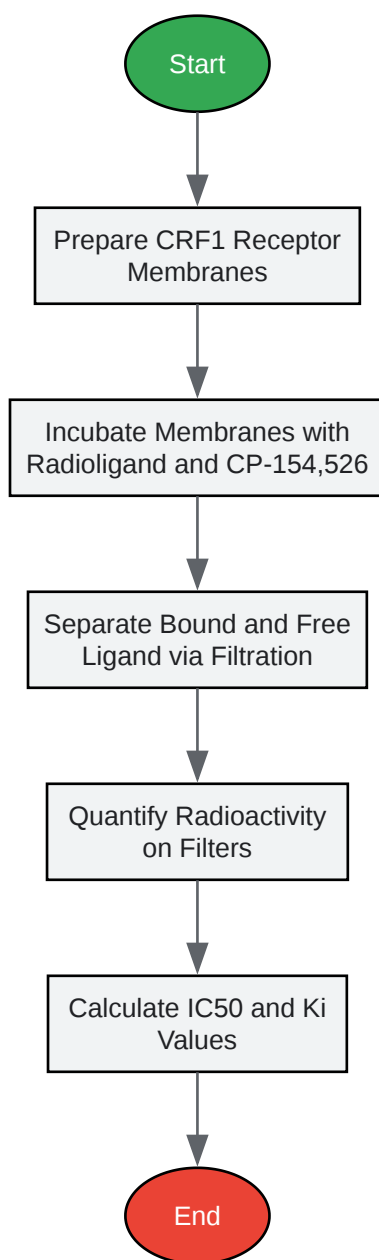 Start
Prepare CRF1 Receptor
Membranes
Incubate Membranes with
Radioligand and CP-154,526
Separate Bound and Free
Ligand via Filtration
Quantify Radioactivity
on Filters
Calculate IC50 and Ki
Values
End